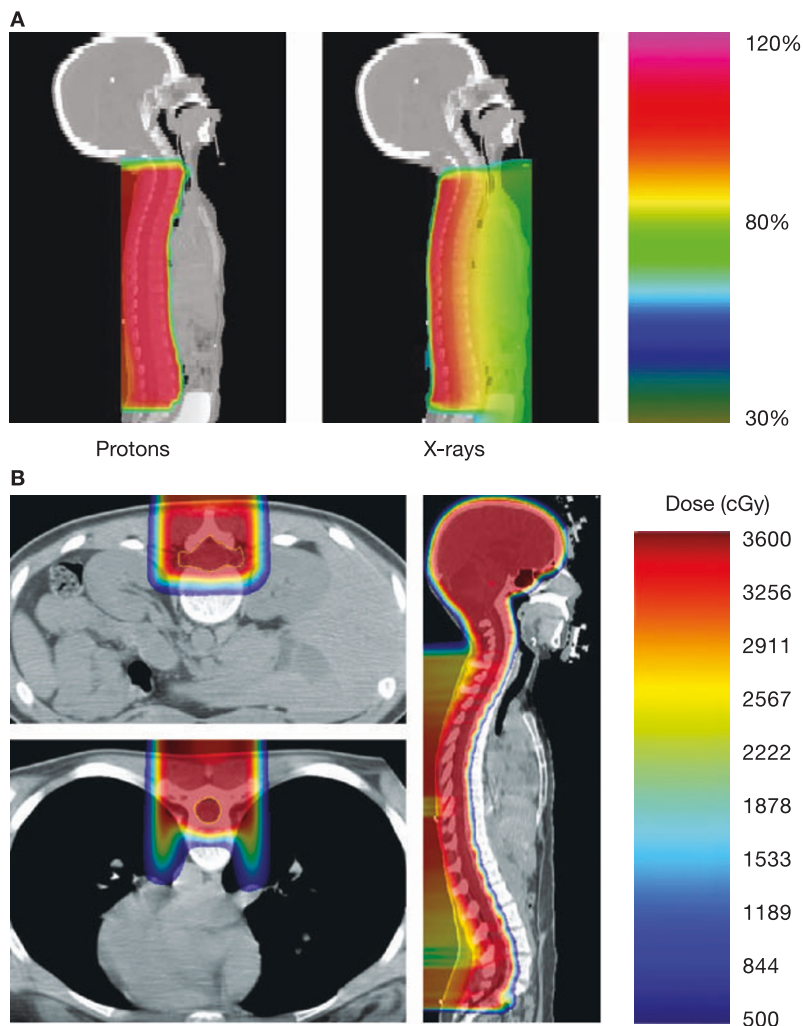 A
120%
80%
30%
Protons
X-rays
B
Dose (cGy)
3600
3256
2911
2567
2222
1878
1533
1189
844
500